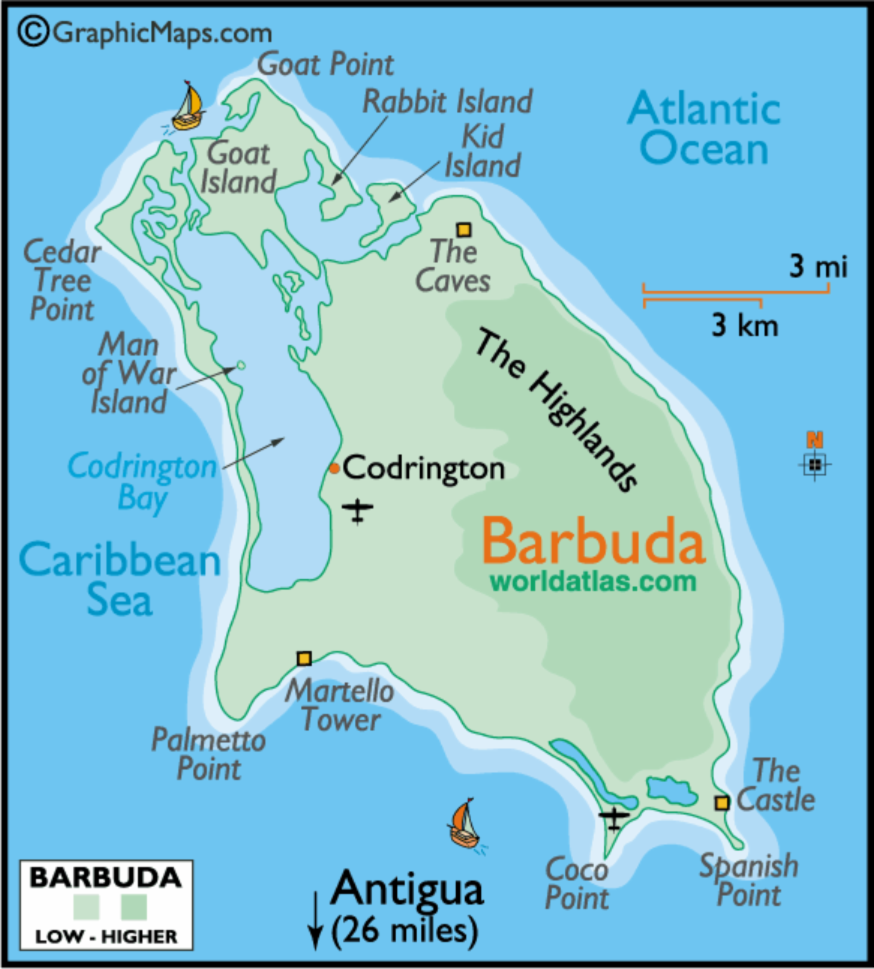 ©GraphicMaps.com
Goat Point
Rabbit Island
Kid
Island
Atlantic
Ocean
Goat
Island
Cedar
Tree
Point
The
Caves
3 mi
3 km
Man
of War
Island
The Highlands
N
Codrington
Bay
Codrington
Caribbean
Sea
Barbuda
worldatlas.com
Martello
Tower
Palmetto
Point
The
Castle
Coco
Point
Spanish
Point
Antigua
(26 miles)
BARBUDA
LOW - HIGHER